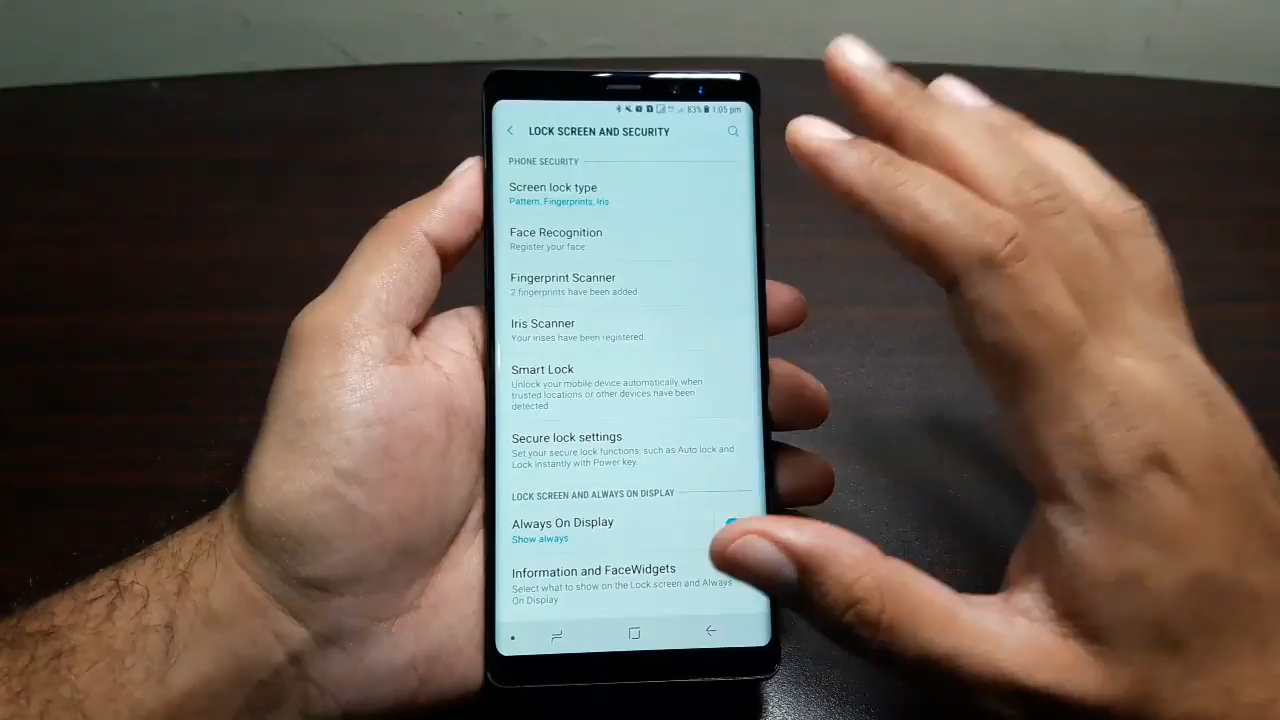 83% 1:05 pm
LOCK SCREEN AND SECURITY
PHONE SECURITY
Screen lock type
Pattern, Fingerprints, Iris
Face Recognition
Register your face.
Fingerprint Scanner
2 fingerprints have been added.
Iris Scanner
Your irises have been registered.
Smart Lock
Unlock your mobile device automatically when
trusted locations or other devices have been
detected.
Secure lock settings
Set your secure lock functions, such as Auto lock and
Lock instantly with Power key.
LOCK SCREEN AND ALWAYS ON DISPLAY
Always On Display
Show always
Information and FaceWidgets
Select what to show on the Lock screen and Always
On Display.